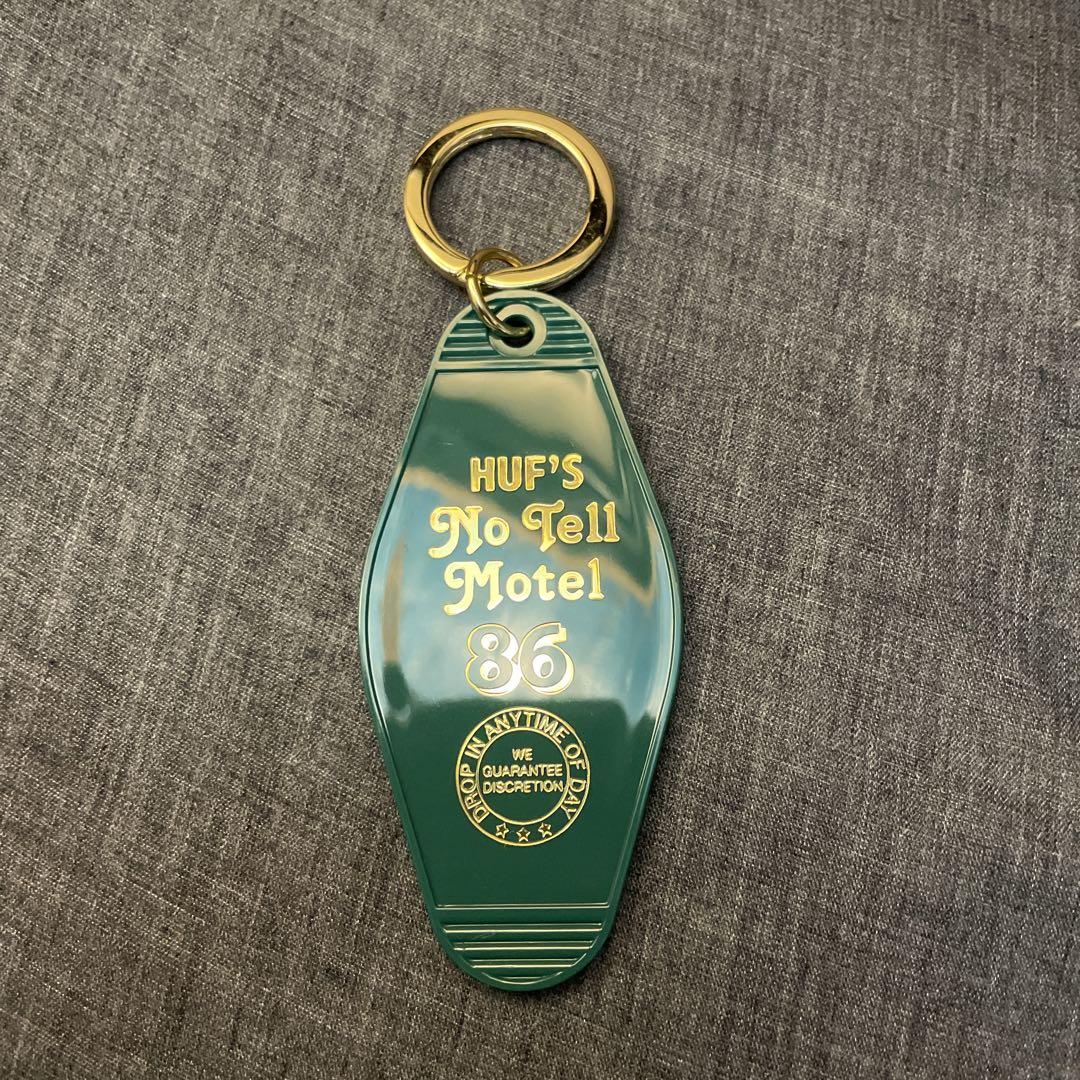 HUF'S
No Tell
Motel
86
DROP IN ANYTIME OF DAY
WE
GUARANTEE
DISCRETION